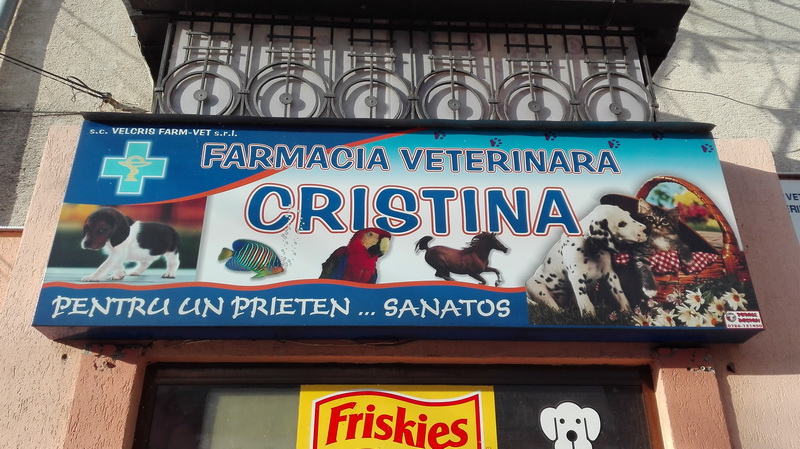 s.c. VELCRIS FARM-VET s.r.l.
FARMACIA VETERINARA
CRISTINA
PENTRU UN PRIETEN ... SANATOS
Friskies